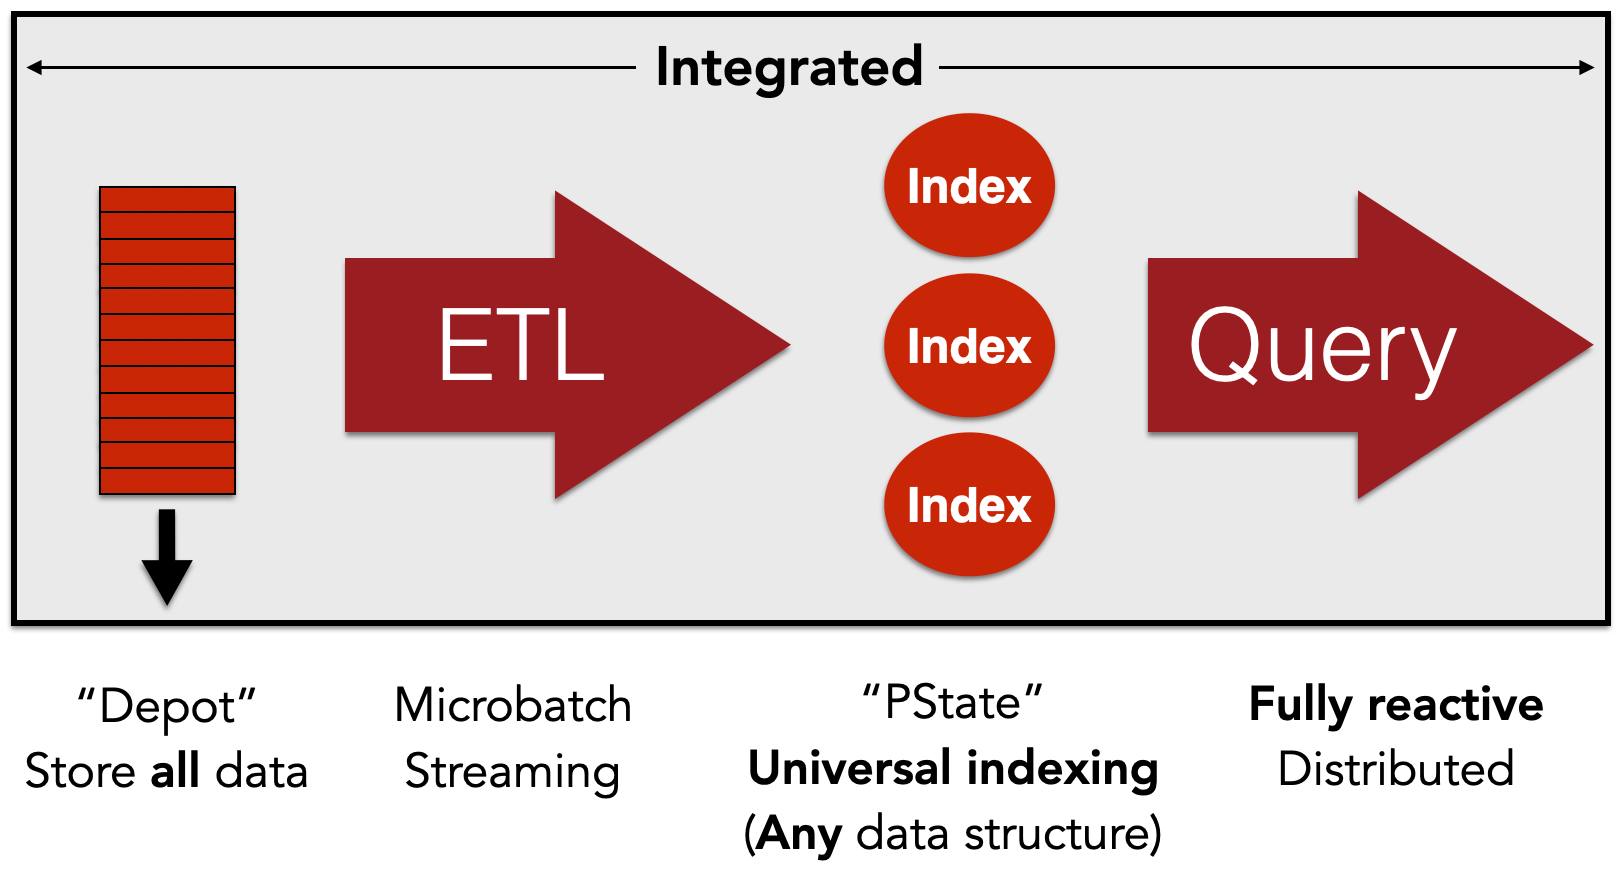 Integrated
Index
ETL
Index
Query
Index
“Depot”
Store all data
Microbatch
Streaming
“PState”
Universal indexing
(Any data structure)
Fully reactive
Distributed